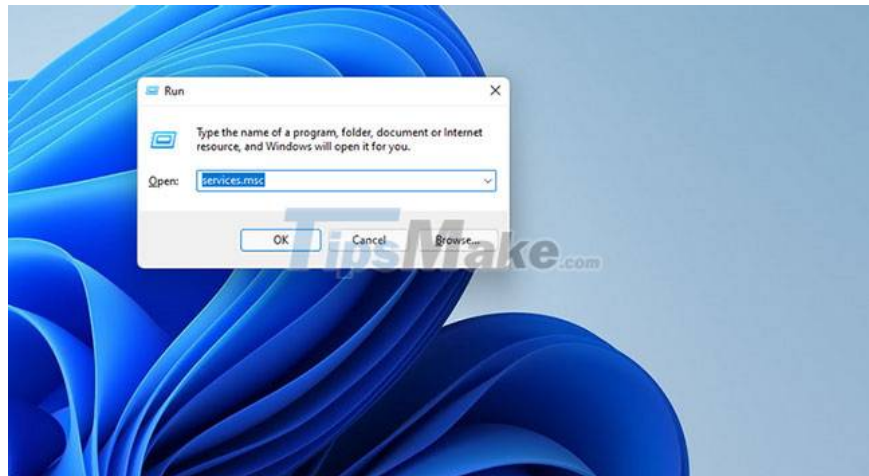 Run
Type the name of a program, folder, document or Internet
resource, and Windows will open it for you.
Open: services.msc
OK Cancel Browse...
TipsMake.com